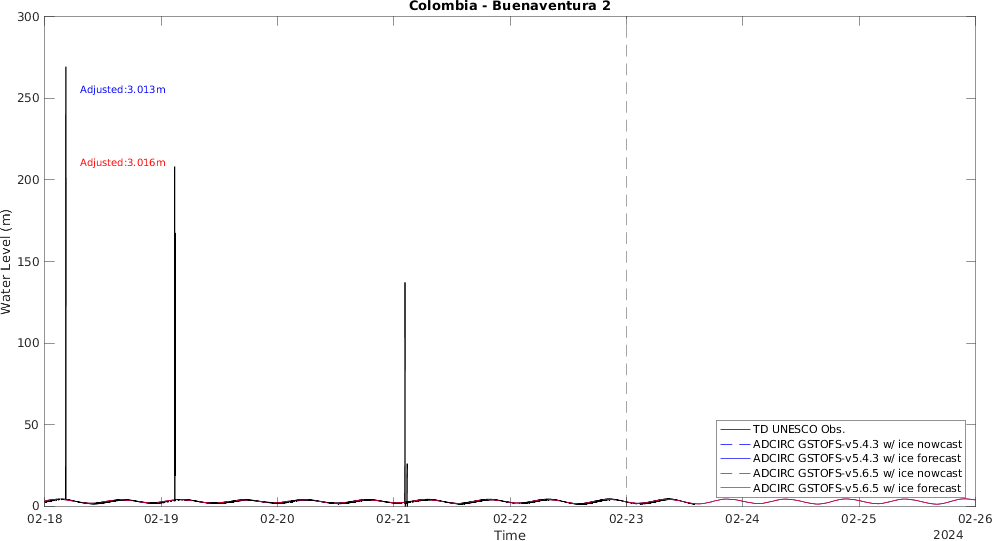 Colombia - Buenaventura 2
300
250
200
150
100
50
0
Water Level (m)
Adjusted:3.013m
Adjusted:3.016m
TD UNESCO Obs.
ADCIRC GSTOFS-v5.4.3 w/ ice nowcast
ADCIRC GSTOFS-v5.4.3 w/ ice forecast
ADCIRC GSTOFS-v5.6.5 w/ ice nowcast
ADCIRC GSTOFS-v5.6.5 w/ ice forecast
02-18 02-19 02-20 02-21 02-22 02-23 02-24 02-25 02-26
Time
2024